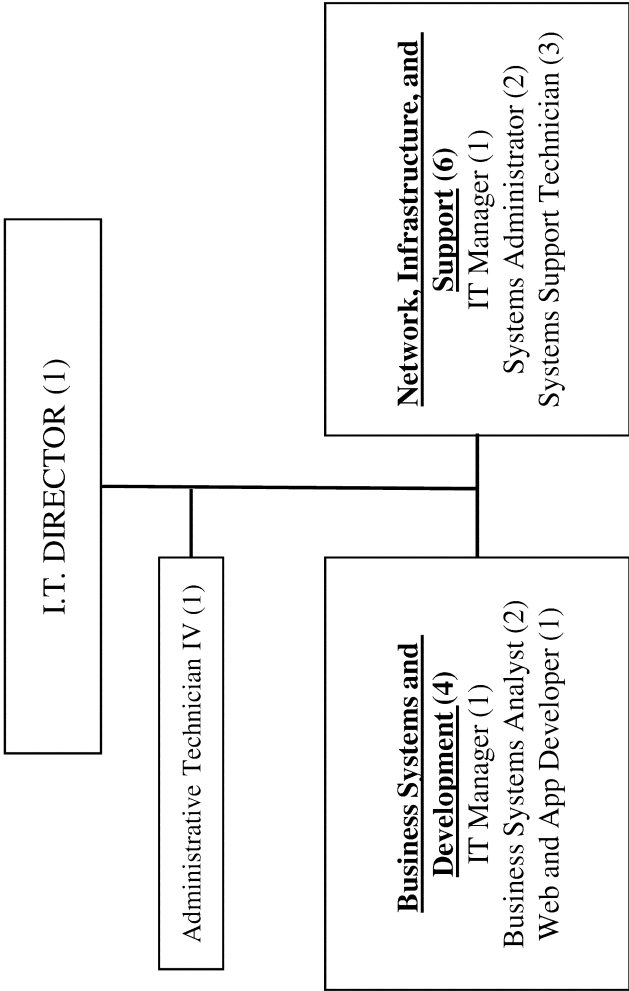 I.T. DIRECTOR (1)
Administrative Technician IV (1)
Business Systems and
Development (4)
IT Manager (1)
Business Systems Analyst (2)
Web and App Developer (1)
Network, Infrastructure, and
Support (6)
IT Manager (1)
Systems Administrator (2)
Systems Support Technician (3)